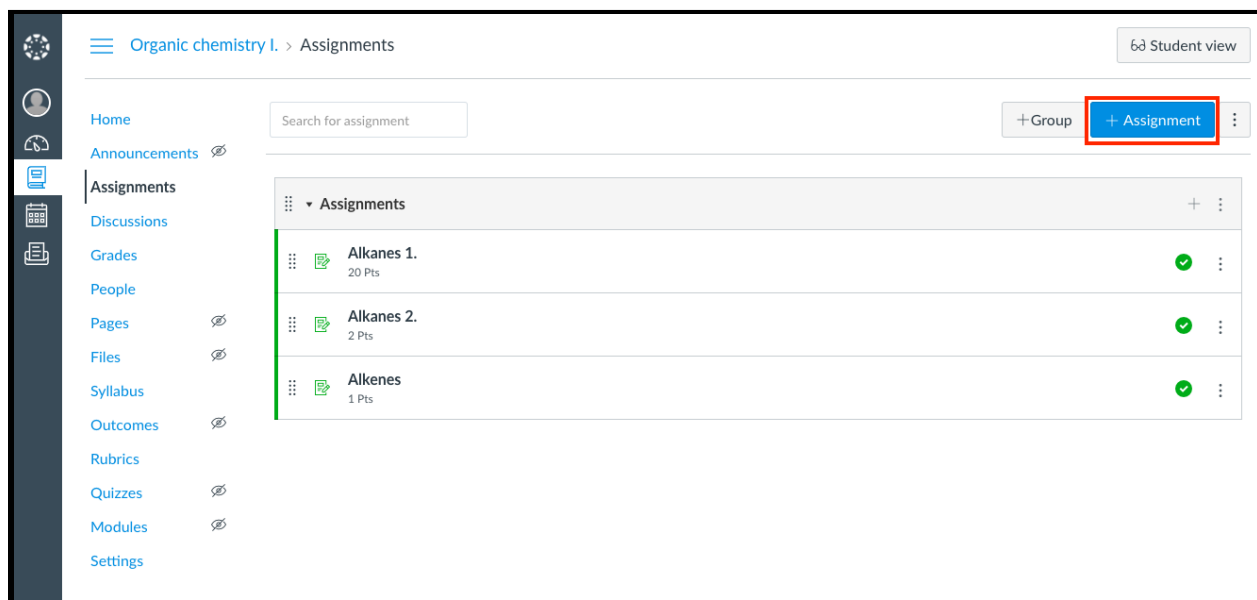 Organic chemistry I. > Assignments
Student view
Home
Announcements
Assignments
Discussions
Grades
People
Pages
Files
Syllabus
Outcomes
Rubrics
Quizzes
Modules
Settings
Search for assignment
+Group
+ Assignment
Assignments
Alkanes 1.
20 Pts
Alkanes 2.
2 Pts
Alkenes
1 Pts